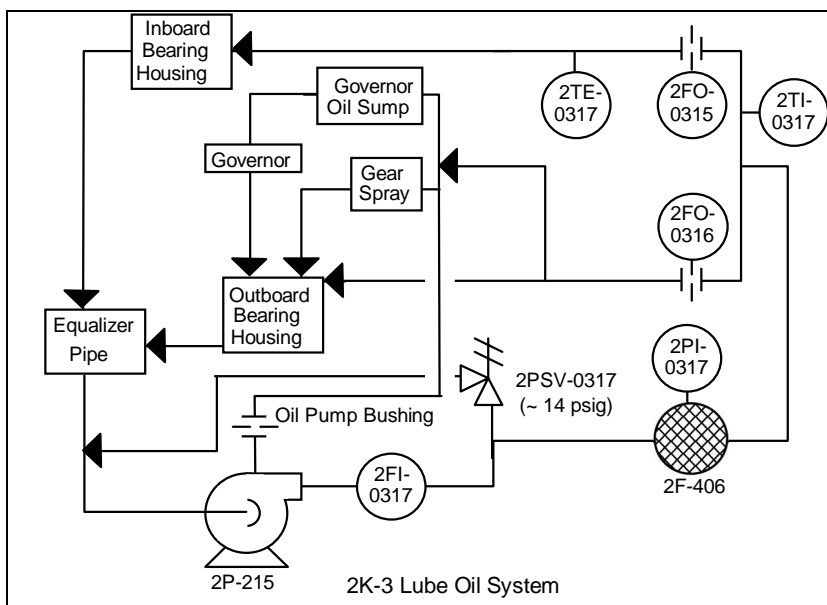 Inboard
Bearing
Housing
Governor
Oil Sump
2TE-
0317
2FO-
0315
2TI-
0317
Governor
Gear
Spray
2FO-
0316
Outboard
Bearing
Housing
Equalizer
Pipe
2PSV-0317
(~ 14 psig)
2PI-
0317
Oil Pump Bushing
2FI-
0317
2F-406
2P-215
2K-3 Lube Oil System